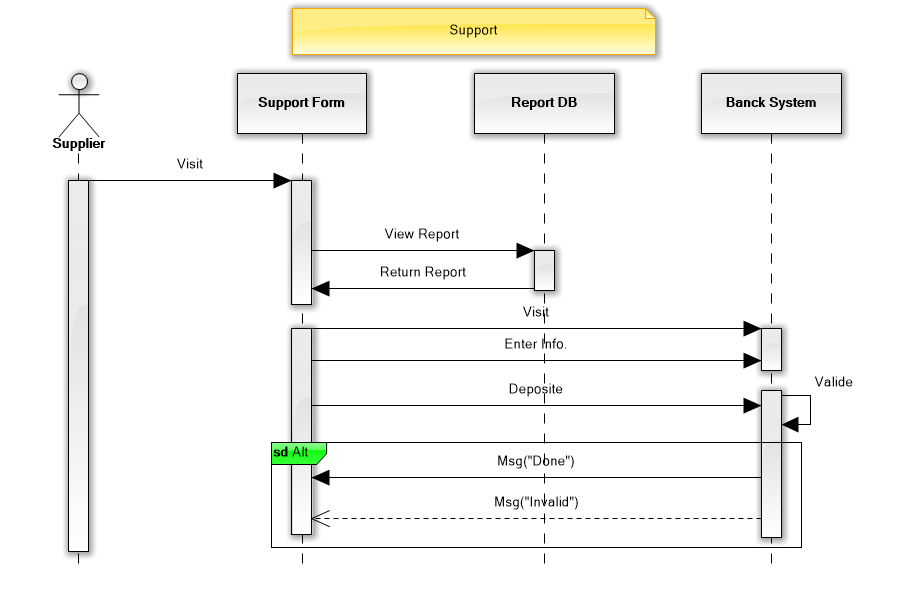 Support
Supplier
Support Form
Report DB
Banck System
Visit
View Report
Return Report
Visit
Enter Info.
Deposite
Valide
sd Alt
Msg("Done")
Msg("Invalid")